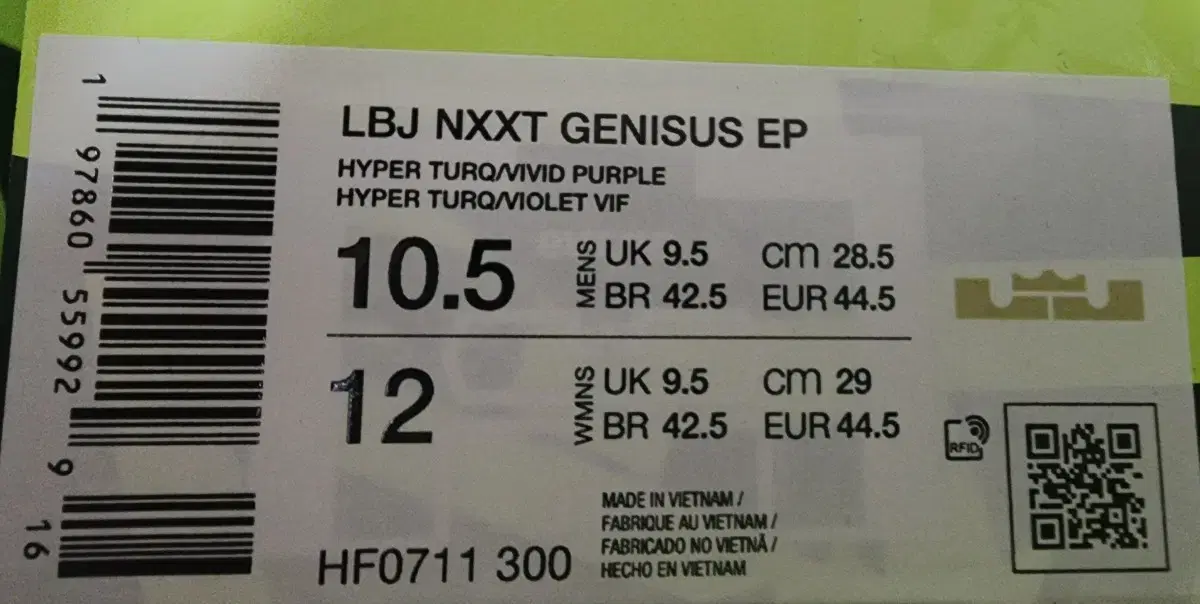 1 97860 55992 9 16
LBJ NXXT GENISUS EP
HYPER TURQ/VIVID PURPLE
HYPER TURQ/VIOLET VIF
10.5 MENS UK 9.5 cm 28.5
BR 42.5 EUR 44.5
12 WMNS UK 9.5 cm 29
BR 42.5 EUR 44.5
RFID
HF0711 300
MADE IN VIETNAM /
FABRIQUE AU VIETNAM /
FABRICADO NO VIETNÃ /
HECHO EN VIETNAM